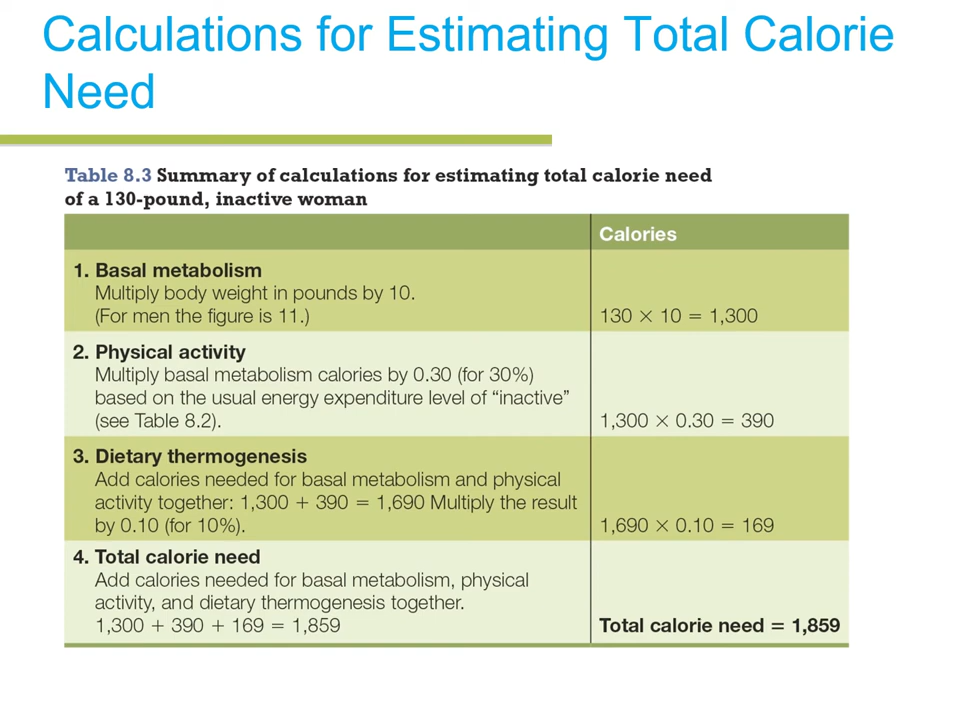 Calculations for Estimating Total Calorie
Need
Table 8.3 Summary of calculations for estimating total calorie need
of a 130-pound, inactive woman
Calories
1. Basal metabolism
Multiply body weight in pounds by 10.
(For men the figure is 11.)
130 × 10 = 1,300
2. Physical activity
Multiply basal metabolism calories by 0.30 (for 30%)
based on the usual energy expenditure level of “inactive”
(see Table 8.2).
1,300 × 0.30 = 390
3. Dietary thermogenesis
Add calories needed for basal metabolism and physical
activity together: 1,300 + 390 = 1,690 Multiply the result
by 0.10 (for 10%).
1,690 × 0.10 = 169
4. Total calorie need
Add calories needed for basal metabolism, physical
activity, and dietary thermogenesis together.
1,300 + 390 + 169 = 1,859
Total calorie need = 1,859